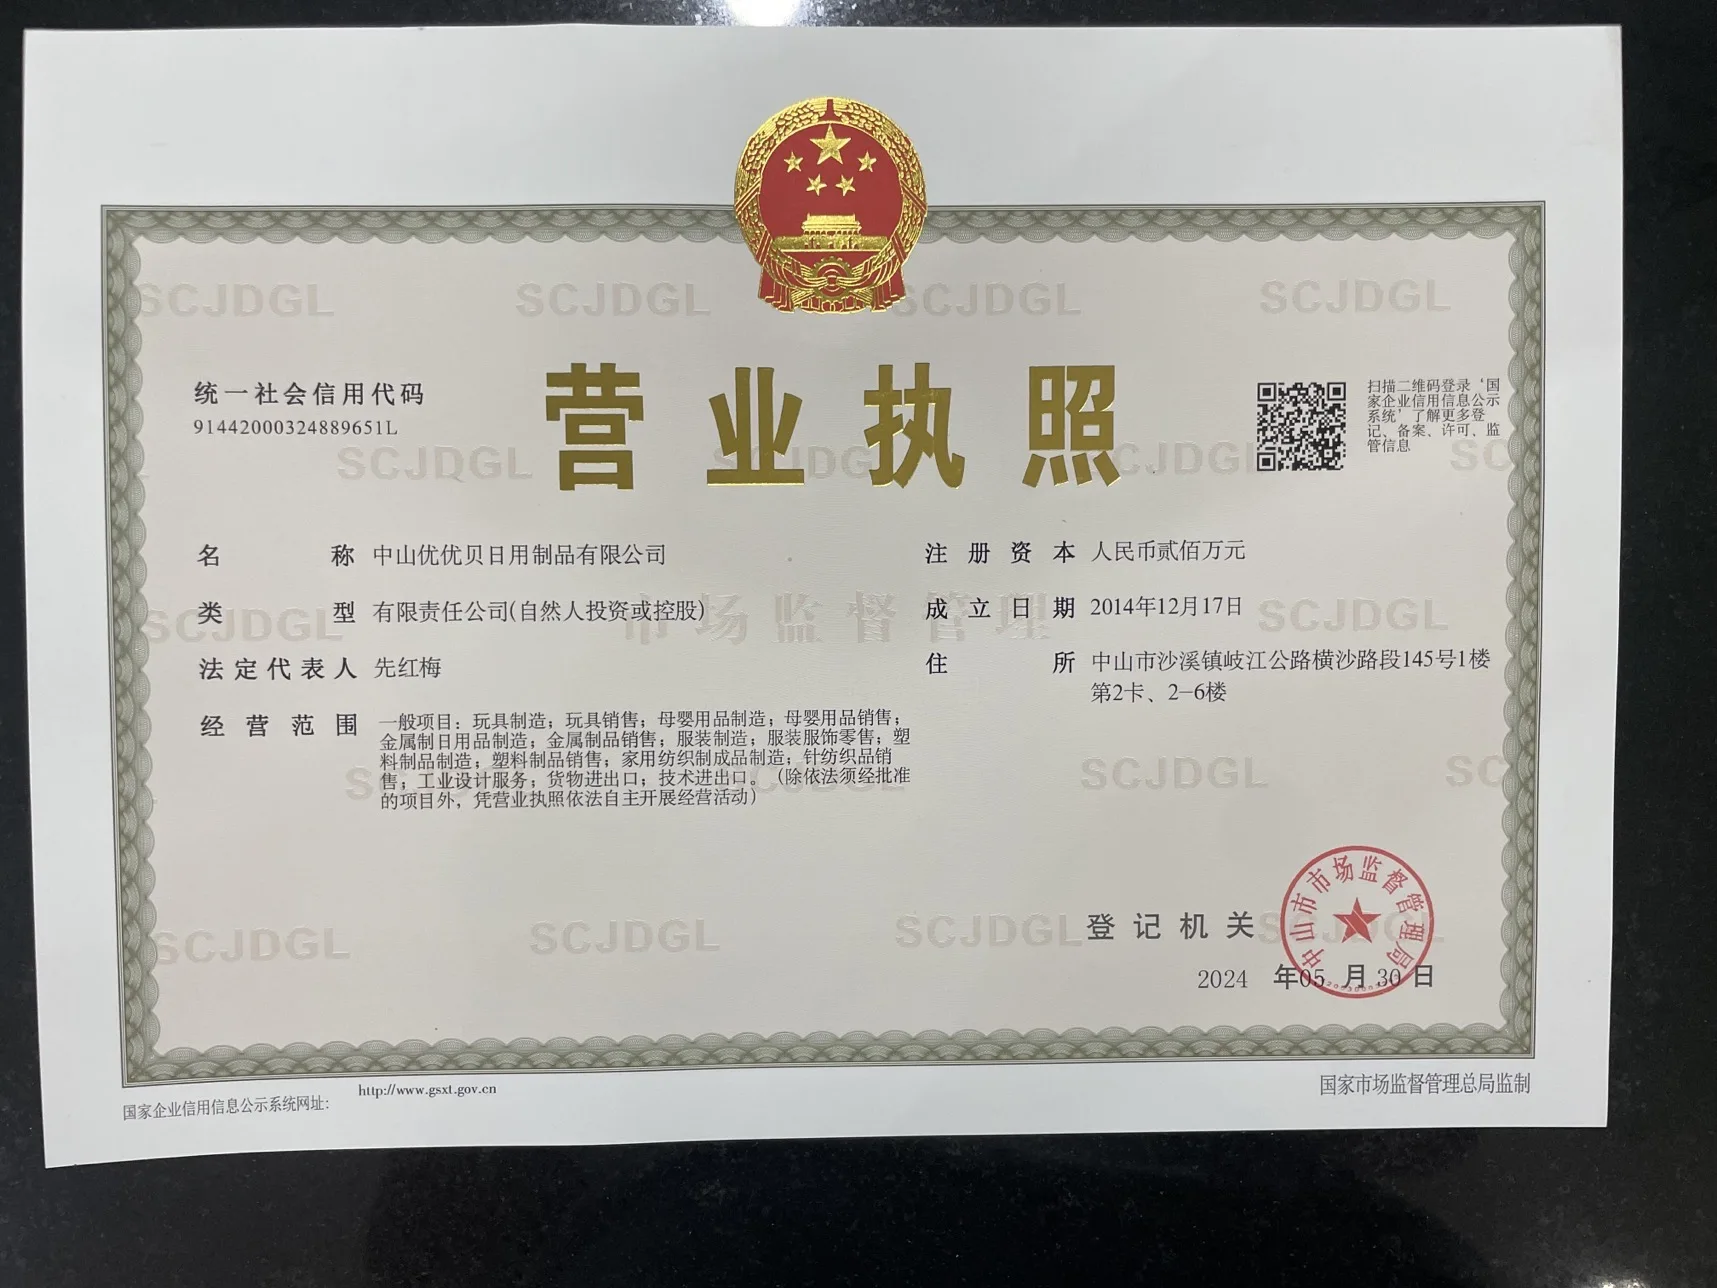 统一社会信用代码
91442000324889651L
营业执照
扫描二维码登录‘国
家企业信用信息公示
系统’了解更多登
记、备案、许可、监
管信息
名称 中山优优贝日用制品有限公司
类型 有限责任公司(自然人投资或控股)
法定代表人 先红梅
经营范围 一般项目：玩具制造；玩具销售；母婴用品制造；母婴用品销售；
金属制日用品制造；金属制品销售；服装制造；服装服饰零售；塑
料制品制造；塑料制品销售；家用纺织制成品制造；针纺织品销
售；工业设计服务；货物进出口；技术进出口。（除依法须经批准
的项目外，凭营业执照依法自主开展经营活动）
注册资本 人民币贰佰万元
成立日期 2014年12月17日
住所 中山市沙溪镇岐江公路横沙路段145号1楼
第2卡、2-6楼
登记机关
中山市市场监督管理局
2024 年05 月30日
国家企业信用信息公示系统网址: http://www.gsxt.gov.cn
国家市场监督管理总局监制
SCJDGL
市场监督管理